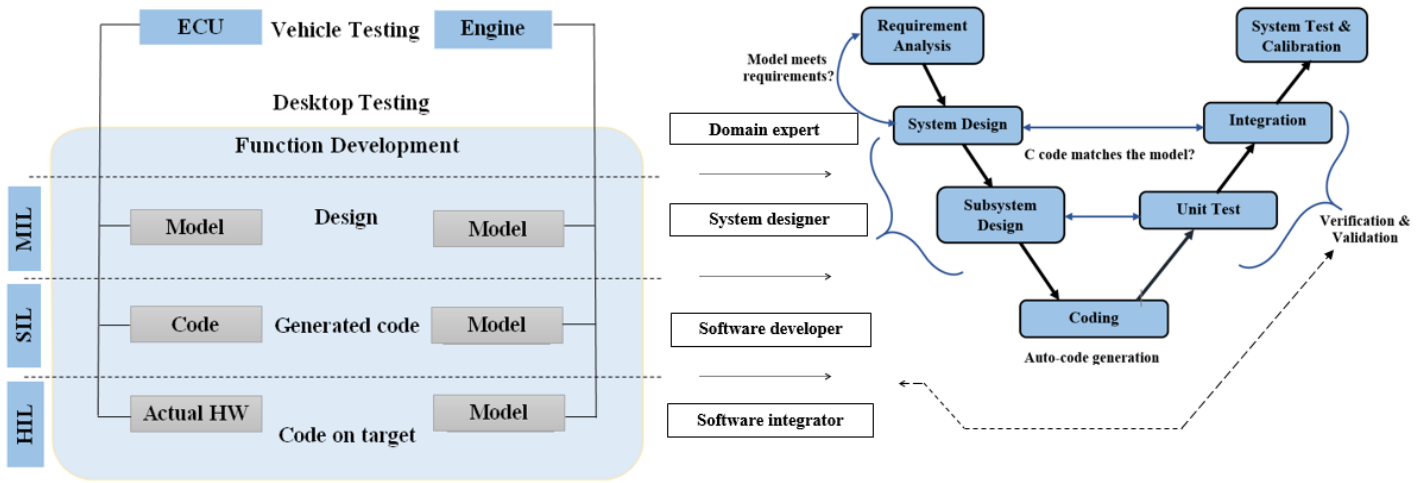 ECU
Vehicle Testing
Engine
Desktop Testing
Function Development
MIL
Model
Design
Model
SIL
Code
Generated code
Model
HIL
Actual HW
Code on target
Model
Domain expert
System designer
Software developer
Software integrator
Requirement
Analysis
System Test &
Calibration
Model meets
requirements?
System Design
Integration
C code matches the model?
Subsystem
Design
Unit Test
Verification &
Validation
Coding
Auto-code generation